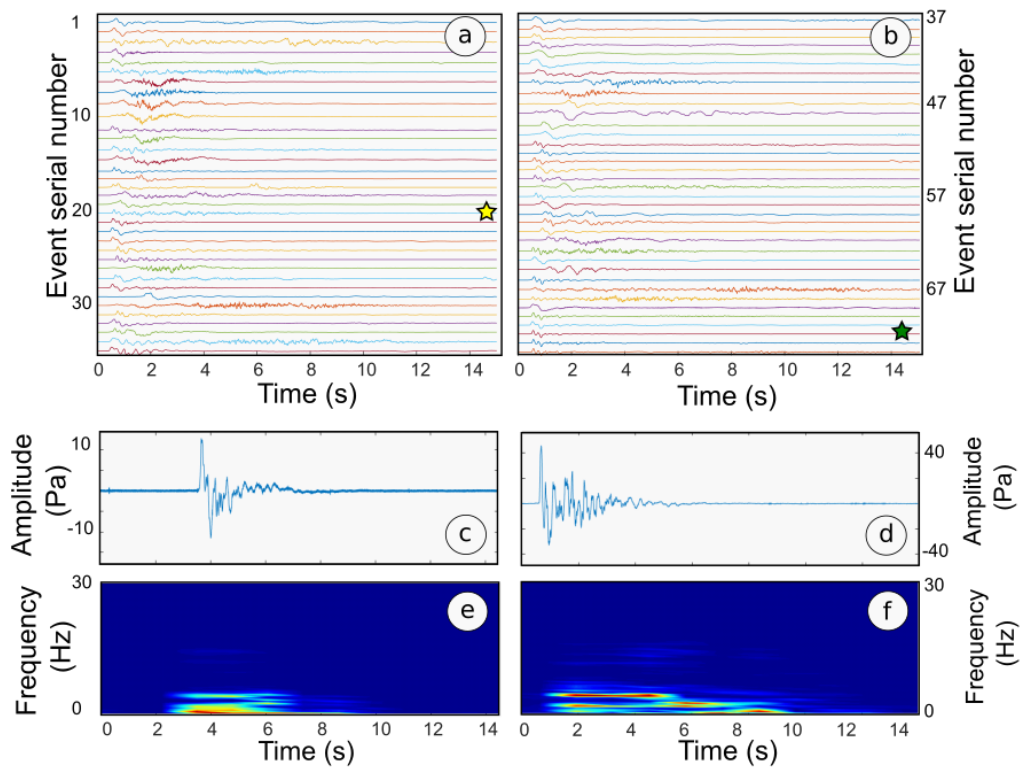 1
10
20
30
Event serial number
a
0 2 4 6 8 10 12 14
Time (s)
b
37
47
57
67
Event serial number
0 2 4 6 8 10 12 14
Time (s)
Amplitude
(Pa)
10
-10
c
d
40
-40
Amplitude
(Pa)
Frequency
(Hz)
30
0
e
0 2 4 6 8 10 12 14
Time (s)
f
30
0
Frequency
(Hz)
0 2 4 6 8 10 12 14
Time (s)